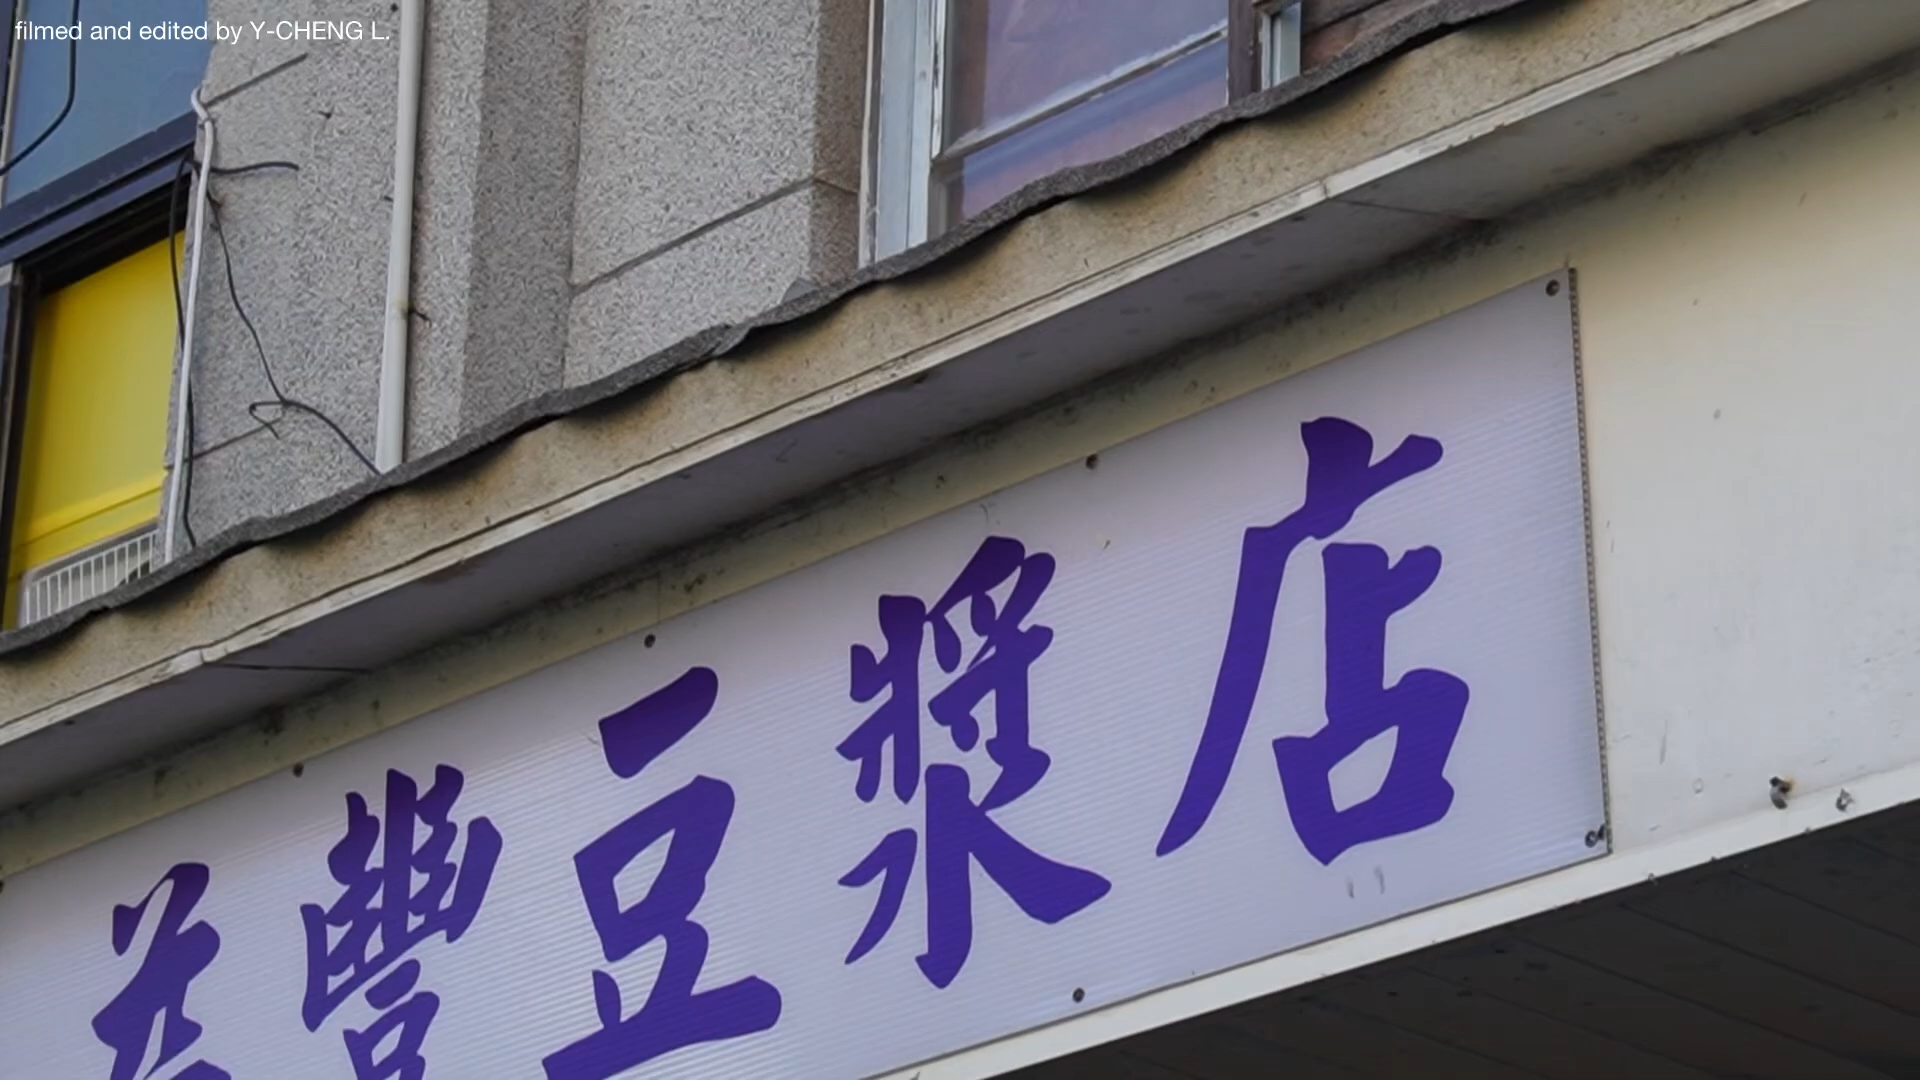 filmed and edited by Y-CHENG L.
豐豆漿店